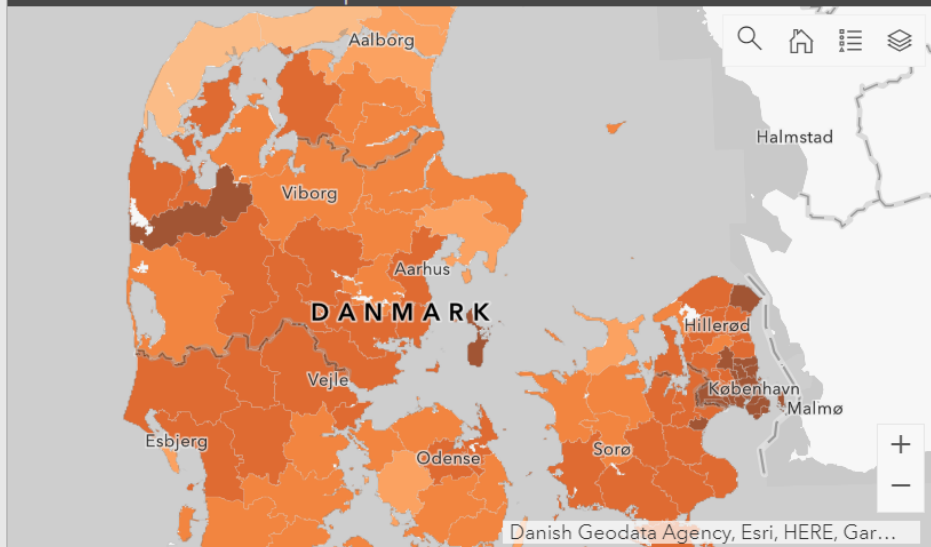 Aalborg
Halmstad
Viborg
Aarhus
DANMARK
Hillerød
Vejle
København
Malmø
Esbjerg
Sorø
Odense
+
−
Danish Geodata Agency, Esri, HERE, Gar...